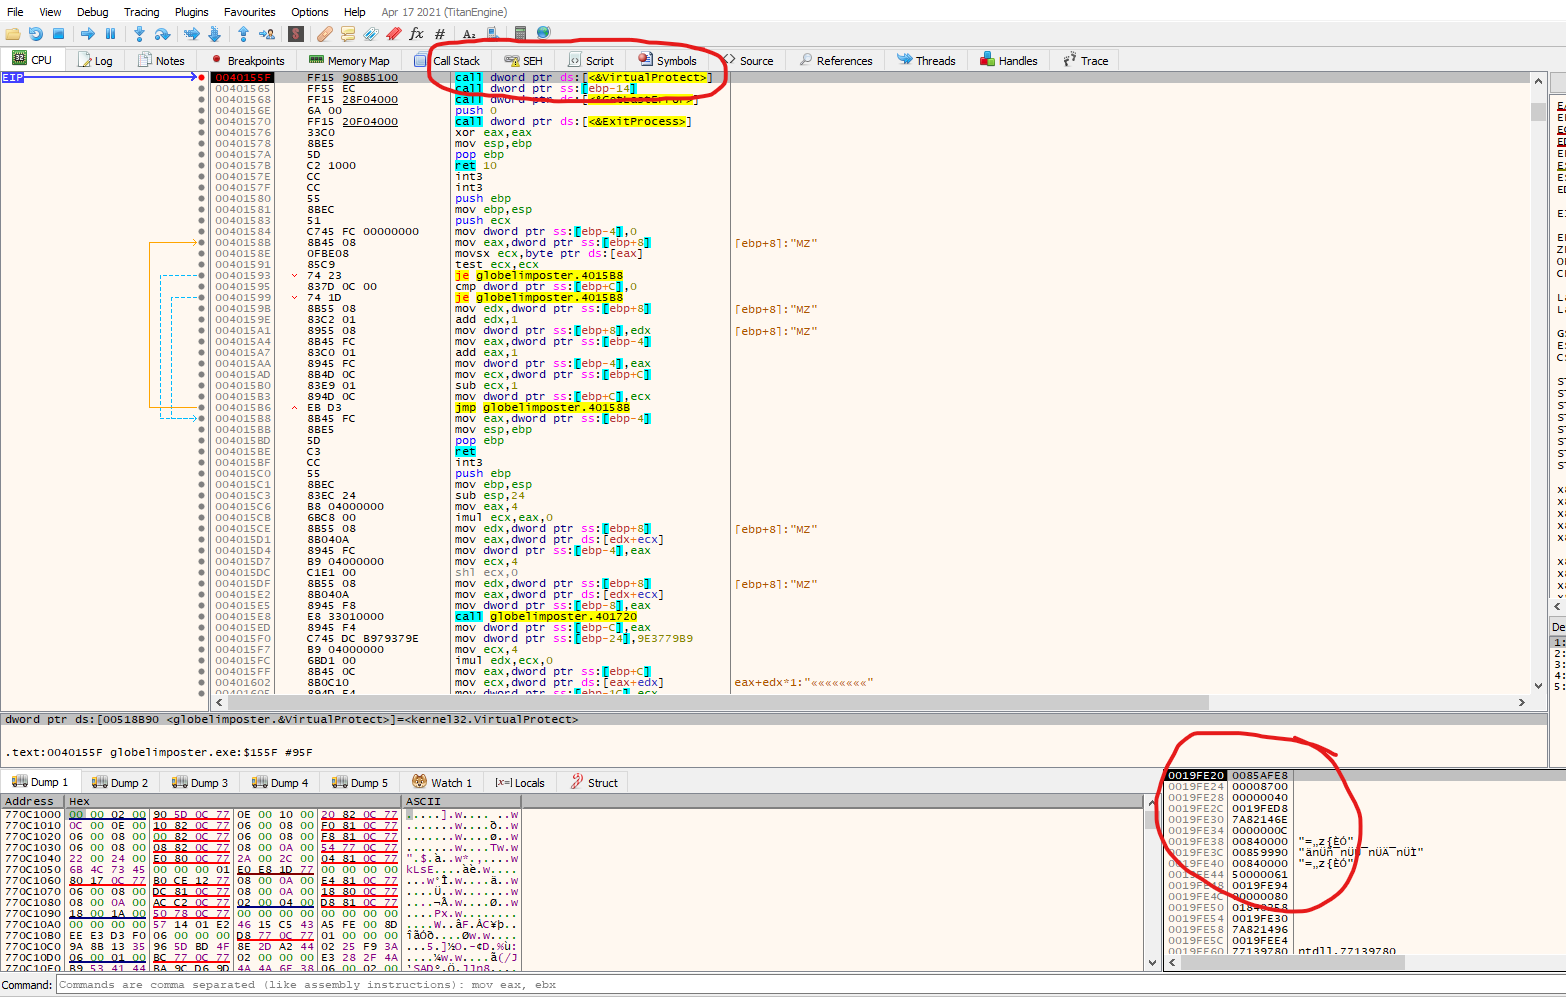 File View Debug Tracing Plugins Favourites Options Help Apr 17 2021 (TitanEngine)
CPU Log Notes Breakpoints Memory Map Call Stack SEH Script Symbols Source References Threads Handles Trace
EIP
0040155F FF15 908B5100 call dword ptr ds:[<&VirtualProtect>]
00401565 FF55 EC call dword ptr ss:[ebp-14]
00401568 FF15 28F04000 call dword ptr ds:[<&GetLastError>]
0040156E 6A 00 push 0
00401570 FF15 20F04000 call dword ptr ds:[<&ExitProcess>]
00401576 33C0 xor eax,eax
00401578 8BE5 mov esp,ebp
0040157A 5D pop ebp
0040157B C2 1000 ret 10
0040157E CC int3
0040157F CC int3
00401580 55 push ebp
00401581 8BEC mov ebp,esp
00401583 51 push ecx
00401584 C745 FC 00000000 mov dword ptr ss:[ebp-4],0
0040158B 8B45 08 mov eax,dword ptr ss:[ebp+8] [ebp+8]:"MZ"
0040158E 0FBE08 movsx ecx,byte ptr ds:[eax]
00401591 85C9 test ecx,ecx
00401593 74 23 je globelimposter.4015B8
00401595 837D 0C 00 cmp dword ptr ss:[ebp+C],0
00401599 74 1D je globelimposter.4015B8
0040159B 8B55 08 mov edx,dword ptr ss:[ebp+8] [ebp+8]:"MZ"
0040159E 83C2 01 add edx,1
004015A1 8955 08 mov dword ptr ss:[ebp+8],edx [ebp+8]:"MZ"
004015A4 8B45 FC mov eax,dword ptr ss:[ebp-4]
004015A7 83C0 01 add eax,1
004015AA 8945 FC mov dword ptr ss:[ebp-4],eax
004015AD 8B4D 0C mov ecx,dword ptr ss:[ebp+C]
004015B0 83E9 01 sub ecx,1
004015B3 894D 0C mov dword ptr ss:[ebp+C],ecx
004015B6 EB D3 jmp globelimposter.40158B
004015B8 8B45 FC mov eax,dword ptr ss:[ebp-4]
004015BB 8BE5 mov esp,ebp
004015BD 5D pop ebp
004015BE C3 ret
004015BF CC int3
004015C0 55 push ebp
004015C1 8BEC mov ebp,esp
004015C3 83EC 24 sub esp,24
004015C6 B8 04000000 mov eax,4
004015CB 6BC8 00 imul ecx,eax,0
004015CE 8B55 08 mov edx,dword ptr ss:[ebp+8] [ebp+8]:"MZ"
004015D1 8B040A mov eax,dword ptr ds:[edx+ecx]
004015D4 8945 FC mov dword ptr ss:[ebp-4],eax
004015D7 B9 04000000 mov ecx,4
004015DC C1E1 00 shl ecx,0
004015DF 8B55 08 mov edx,dword ptr ss:[ebp+8] [ebp+8]:"MZ"
004015E2 8B040A mov eax,dword ptr ds:[edx+ecx]
004015E5 8945 F8 mov dword ptr ss:[ebp-8],eax
004015E8 E8 33010000 call globelimposter.401720
004015ED 8945 F4 mov dword ptr ss:[ebp-C],eax
004015F0 C745 DC B979379E mov dword ptr ss:[ebp-24],9E3779B9
004015F7 B9 04000000 mov ecx,4
004015FC 6BD1 00 imul edx,ecx,0
004015FF 8B45 0C mov eax,dword ptr ss:[ebp+C]
00401602 8B0C10 mov ecx,dword ptr ds:[eax+edx] eax+edx*1:"««««««««"
dword ptr ds:[00518B90 <globelimposter.&VirtualProtect>]=<kernel32.VirtualProtect>
.text:0040155F globelimposter.exe:$155F #95F
Dump 1 Dump 2 Dump 3 Dump 4 Dump 5 Watch 1 Locals Struct
Address Hex ASCII
770C1000 00 00 02 00 90 5D 0C 77 0E 00 10 00 20 82 0C 77
770C1010 0C 00 0E 00 10 82 0C 77 06 00 08 00 F0 81 0C 77
770C1020 06 00 08 00 00 82 0C 77 06 00 08 00 F8 81 0C 77
770C1030 06 00 08 00 08 82 0C 77 08 00 0A 00 54 77 0C 77
770C1040 22 00 24 00 E0 80 0C 77 2A 00 2C 00 04 81 0C 77
770C1050 6B 4C 73 45 00 00 00 01 E0 E8 1D 77
770C1060 80 17 0C 77 B0 CE 12 77 08 00 0A 00 E4 81 0C 77
770C1070 06 00 08 00 DC 81 0C 77 08 00 0A 00 18 80 0C 77
770C1080 08 00 0A 00 AC C2 0C 77 02 00 04 00 D8 81 0C 77
770C1090 18 00 1A 00 50 78 0C 77 00 00 00 00 00 00 00 00
770C10A0 00 00 00 00 57 14 01 E2 46 15 C5 43 A5 FE 00 8D
770C10B0 EE E3 D3 F0 06 00 00 00 D8 77 0C 77 01 00 00 00
770C10C0 9A 8B 13 35 96 5D BD 4F 8E 2D A2 44 02 25 F9 3A
770C10D0 06 00 01 00 BC 77 0C 77 02 00 00 00 E3 28 2F 4A
770C10E0 B9 53 41 44 BA 9C D6 9D 4A 4A 6E 38 06 00 02 00
0019FE20 0085AFE8
0019FE24 00008700
0019FE28 00000040
0019FE2C 0019FED8
0019FE30 7A82146E
0019FE34 0000000C
0019FE38 00840000
0019FE3C 00859990
0019FE40 00840000
0019FE44 50000061
0019FE48 0019FE94
0019FE4C 00000080
0019FE50 01840258
0019FE54 0019FE30
0019FE58 7A821496
0019FE5C 0019FEE4
0019FE60 77139780 ntdll.77139780
Command: Commands are comma separated (like assembly instructions): mov eax, ebx